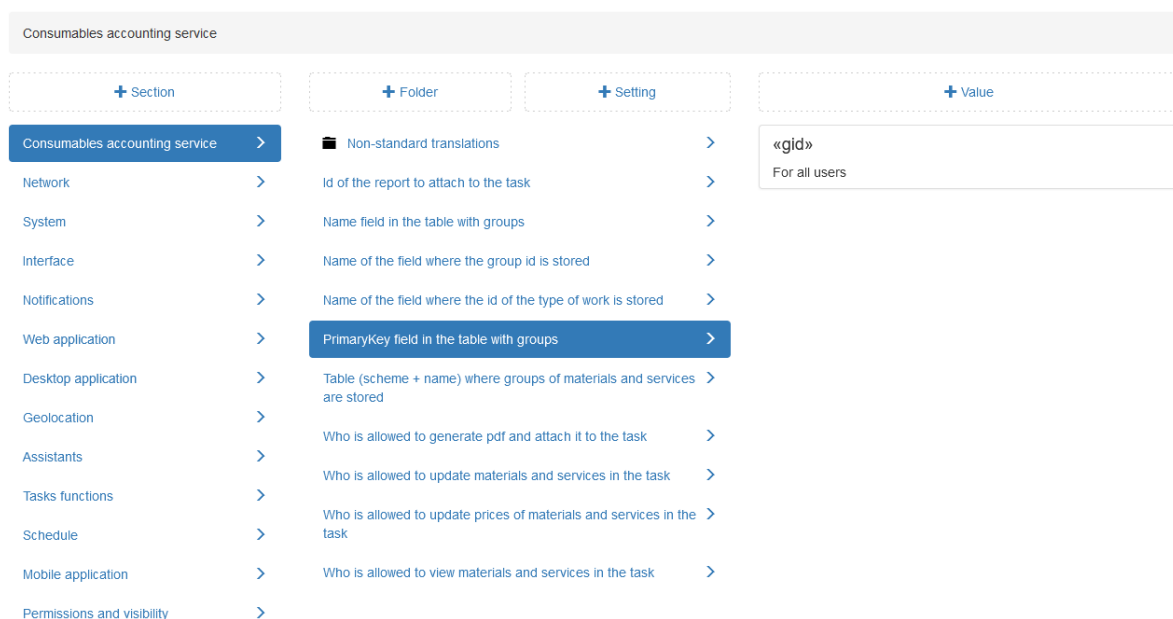 Consumables accounting service
Section
Folder
Setting
Value
Consumables accounting service
Network
System
Interface
Notifications
Web application
Desktop application
Geolocation
Assistants
Tasks functions
Schedule
Mobile application
Permissions and visibility
Non-standard translations
Id of the report to attach to the task
Name field in the table with groups
Name of the field where the group id is stored
Name of the field where the id of the type of work is stored
PrimaryKey field in the table with groups
Table (scheme + name) where groups of materials and services
are stored
Who is allowed to generate pdf and attach it to the task
Who is allowed to update materials and services in the task
Who is allowed to update prices of materials and services in the
task
Who is allowed to view materials and services in the task
«gid»
For all users